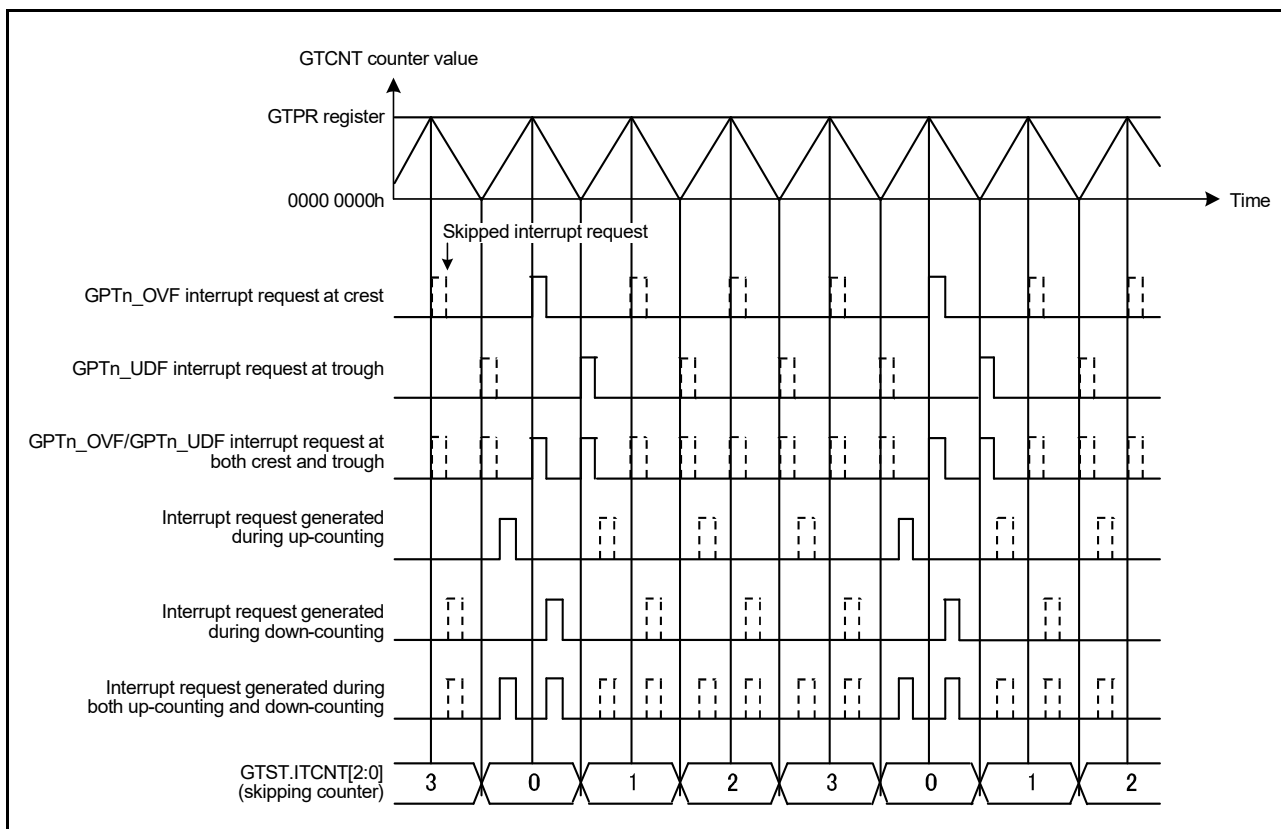 GTCNT counter value
GTPR register
0000 0000h
Time
Skipped interrupt request
GPTn_OVF interrupt request at crest
GPTn_UDF interrupt request at trough
GPTn_OVF/GPTn_UDF interrupt request at
both crest and trough
Interrupt request generated
during up-counting
Interrupt request generated
during down-counting
Interrupt request generated during
both up-counting and down-counting
GTST.ITCNT[2:0]
(skipping counter)
3 0 1 2 3 0 1 2